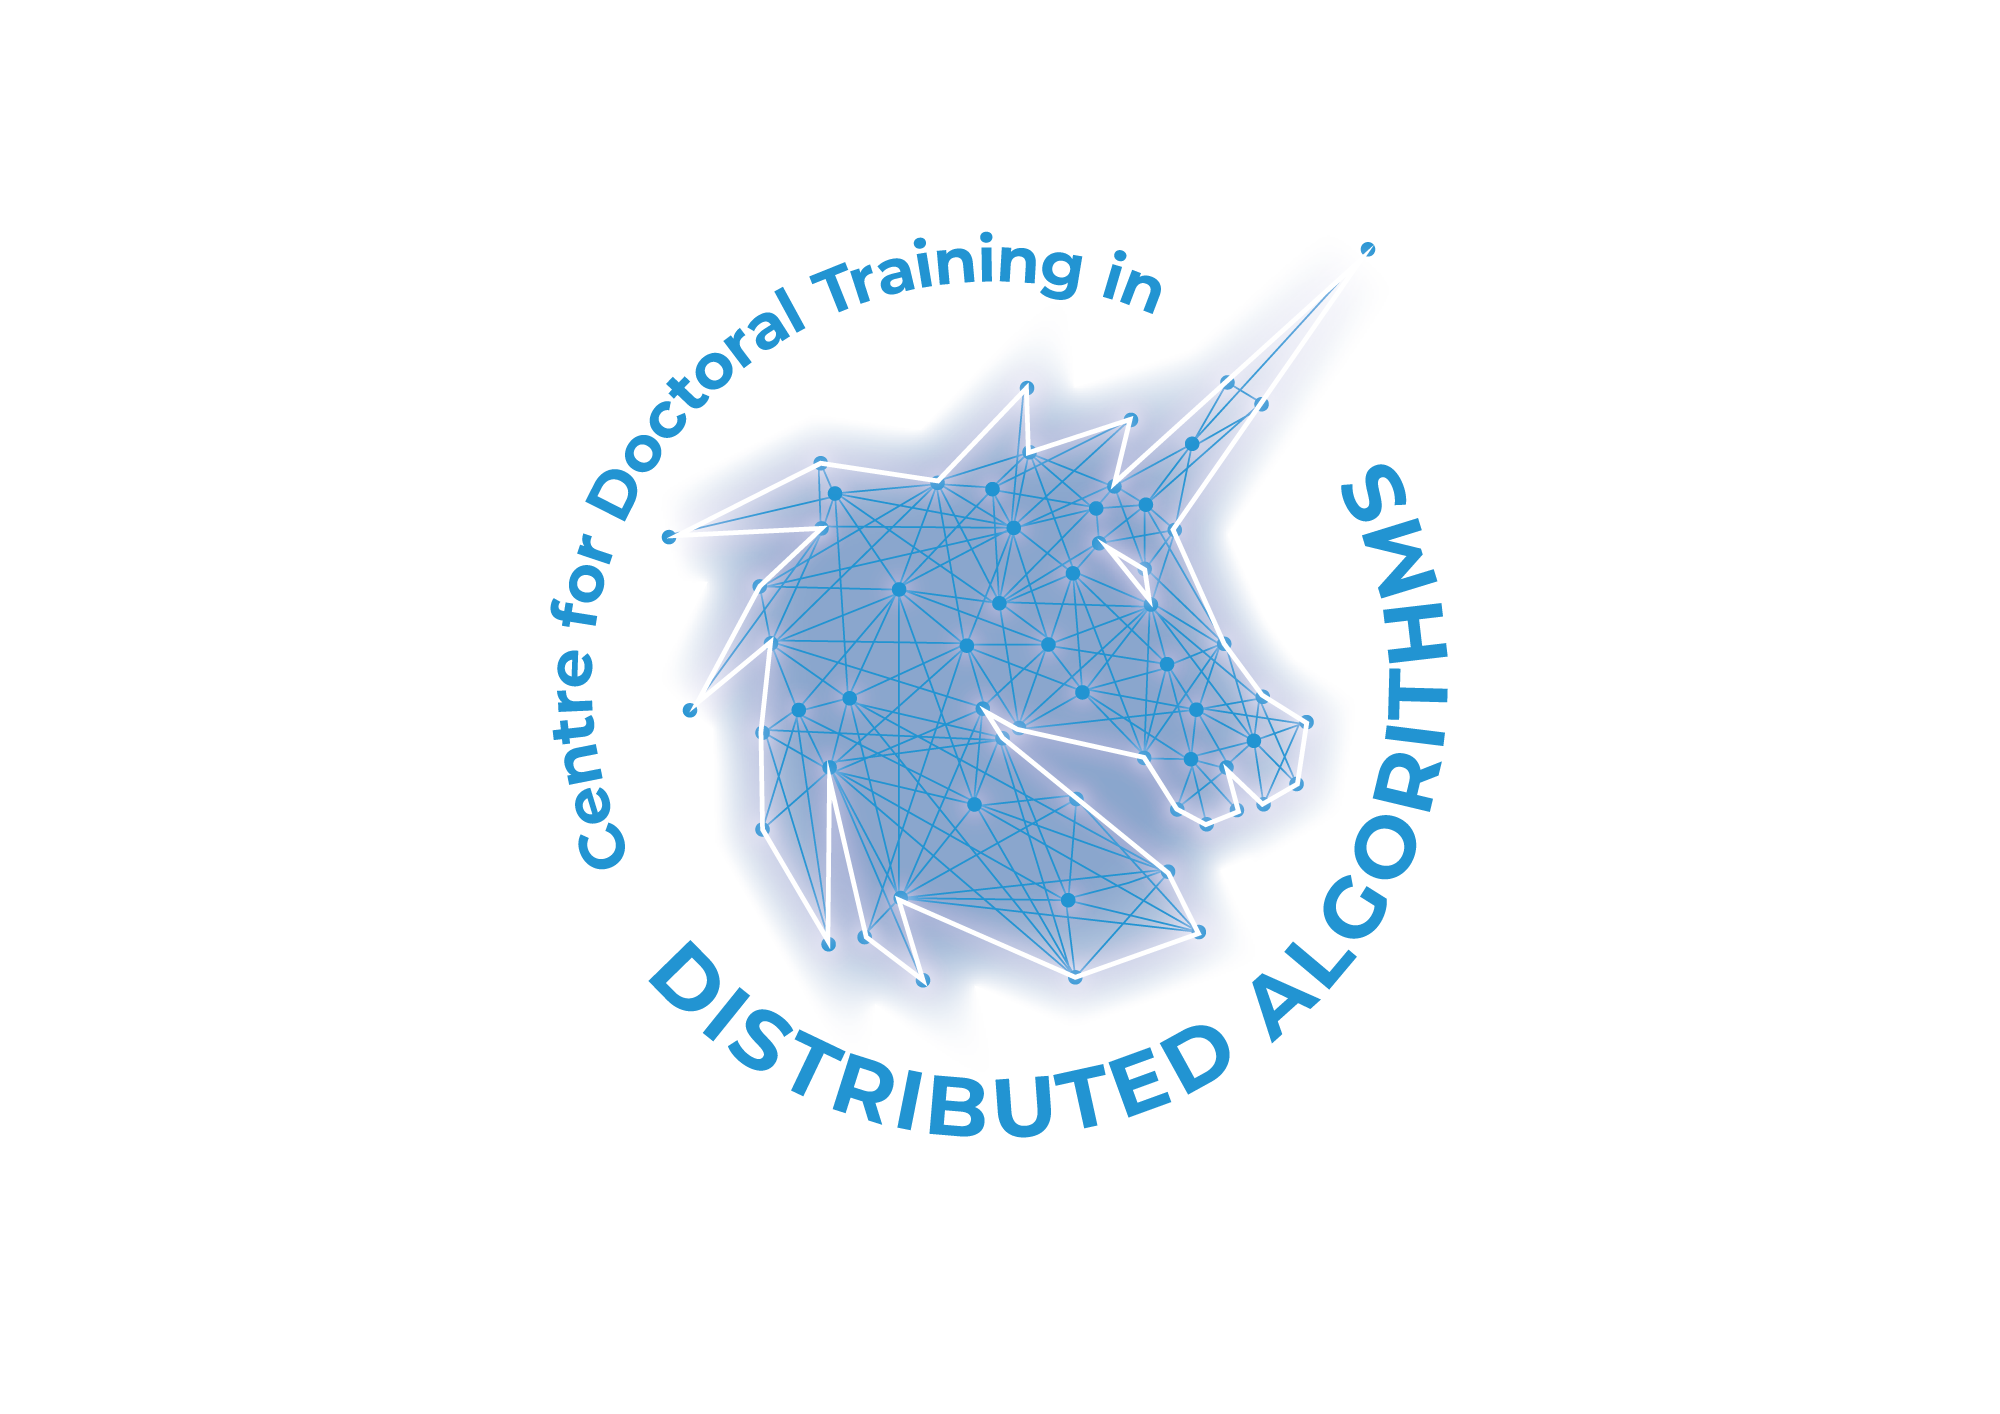 Centre for Doctoral Training in
DISTRIBUTED ALGORITHMS